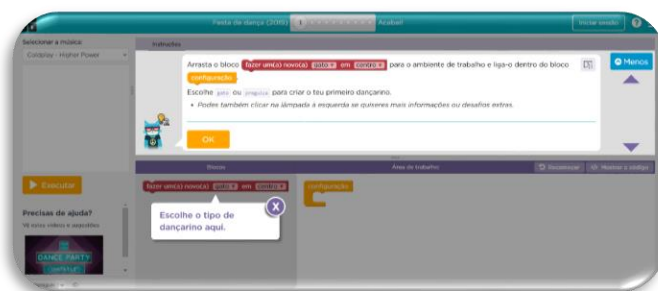 Festa de dança (2019) 1 Acabei!
Iniciar sessão
Selecionar a música
Coldplay - Higher Power
Instruções
Arrasta o bloco fazer um(a) novo(a) gato em centro para o ambiente de trabalho e liga-o dentro do bloco
configuração
Escolhe gato ou preguiça para criar o teu primeiro dançarino.
• Podes também clicar na lâmpada à esquerda se quiseres mais informações ou desafios extras.
Menos
OK
Blocos
Área de trabalho
Recomeçar
Mostrar o código
Executar
fazer um(a) novo(a) gato em centro
configuração
Escolhe o tipo de
dançarino aqui.
X
Precisas de ajuda?
Vê estes vídeos e sugestões
DANCE PARTY